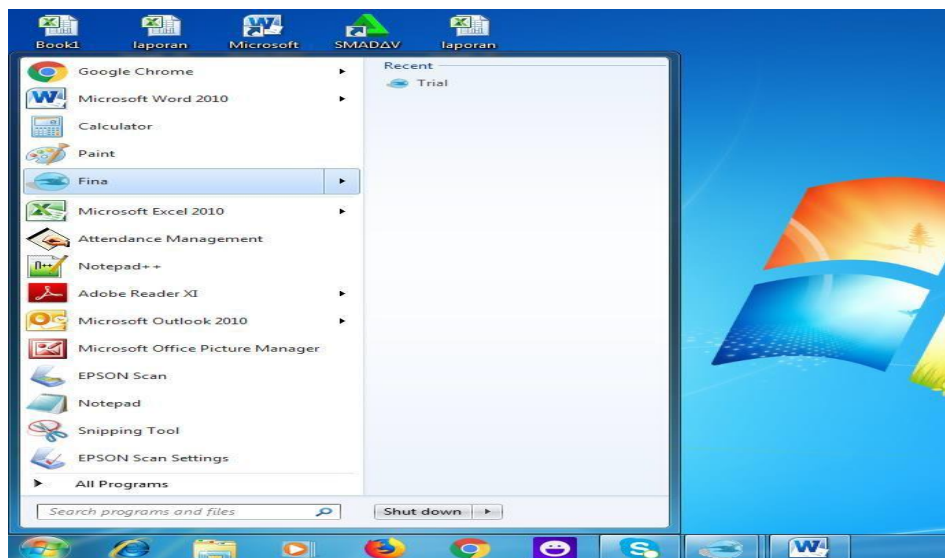 Book1
laporan
Microsoft
SMADAV
laporan
Google Chrome
Microsoft Word 2010
Calculator
Paint
Fina
Microsoft Excel 2010
Attendance Management
Notepad++
Adobe Reader XI
Microsoft Outlook 2010
Microsoft Office Picture Manager
EPSON Scan
Notepad
Snipping Tool
EPSON Scan Settings
All Programs
Search programs and files
Recent
Trial
Shut down